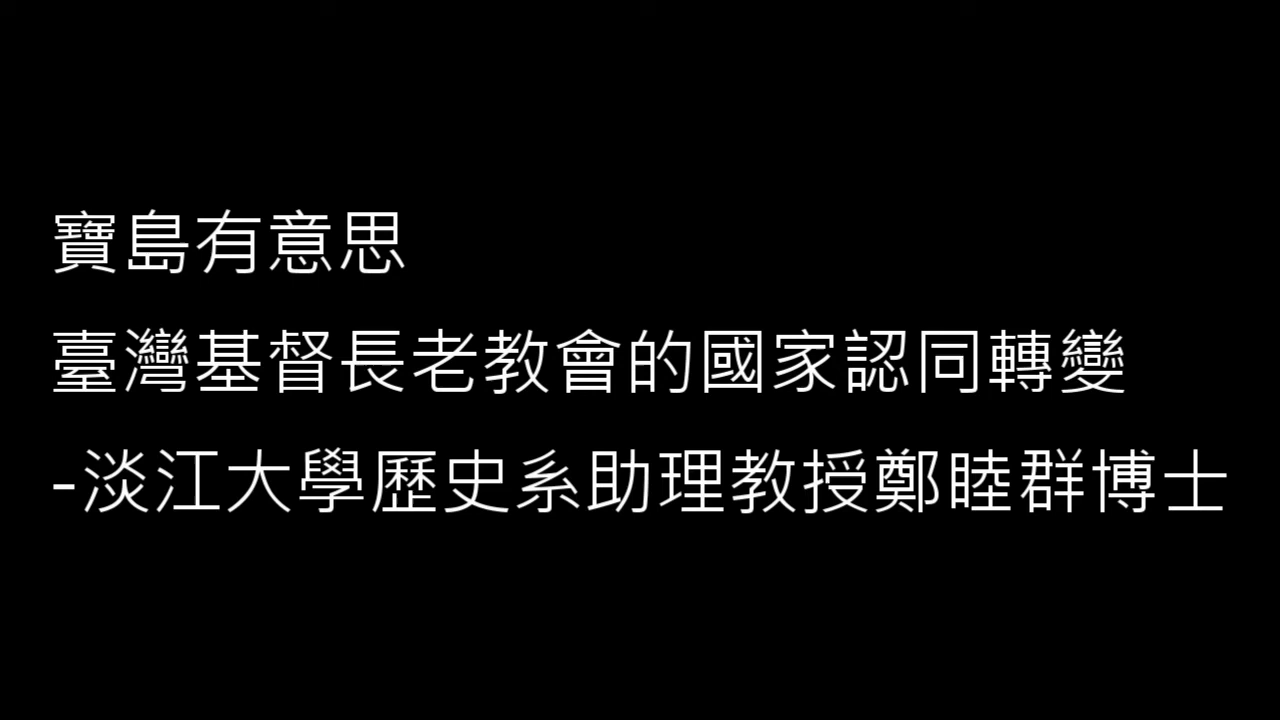 寶島有意思
臺灣基督長老教會的國家認同轉變
-淡江大學歷史系助理教授鄭睦群博士